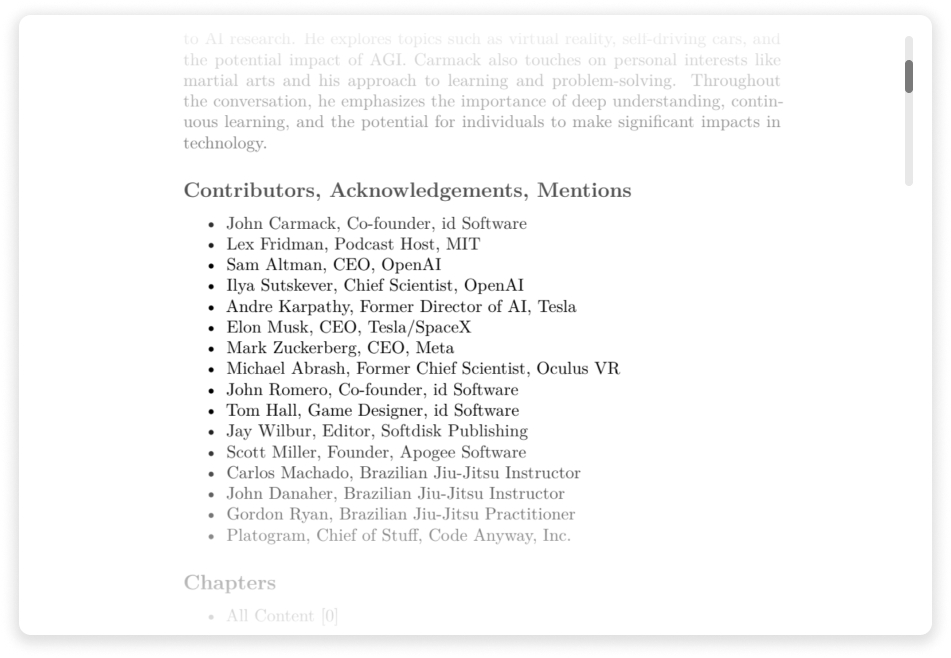 to AI research. He explores topics such as virtual reality, self-driving cars, and
the potential impact of AGI. Carmack also touches on personal interests like
martial arts and his approach to learning and problem-solving. Throughout
the conversation, he emphasizes the importance of deep understanding, contin-
uous learning, and the potential for individuals to make significant impacts in
technology.
Contributors, Acknowledgements, Mentions
• John Carmack, Co-founder, id Software
• Lex Fridman, Podcast Host, MIT
• Sam Altman, CEO, OpenAI
• Ilya Sutskever, Chief Scientist, OpenAI
• Andre Karpathy, Former Director of AI, Tesla
• Elon Musk, CEO, Tesla/SpaceX
• Mark Zuckerberg, CEO, Meta
• Michael Abrash, Former Chief Scientist, Oculus VR
• John Romero, Co-founder, id Software
• Tom Hall, Game Designer, id Software
• Jay Wilbur, Editor, Softdisk Publishing
• Scott Miller, Founder, Apogee Software
• Carlos Machado, Brazilian Jiu-Jitsu Instructor
• John Danaher, Brazilian Jiu-Jitsu Instructor
• Gordon Ryan, Brazilian Jiu-Jitsu Practitioner
• Platogram, Chief of Stuff, Code Anyway, Inc.
Chapters
• All Content [0]